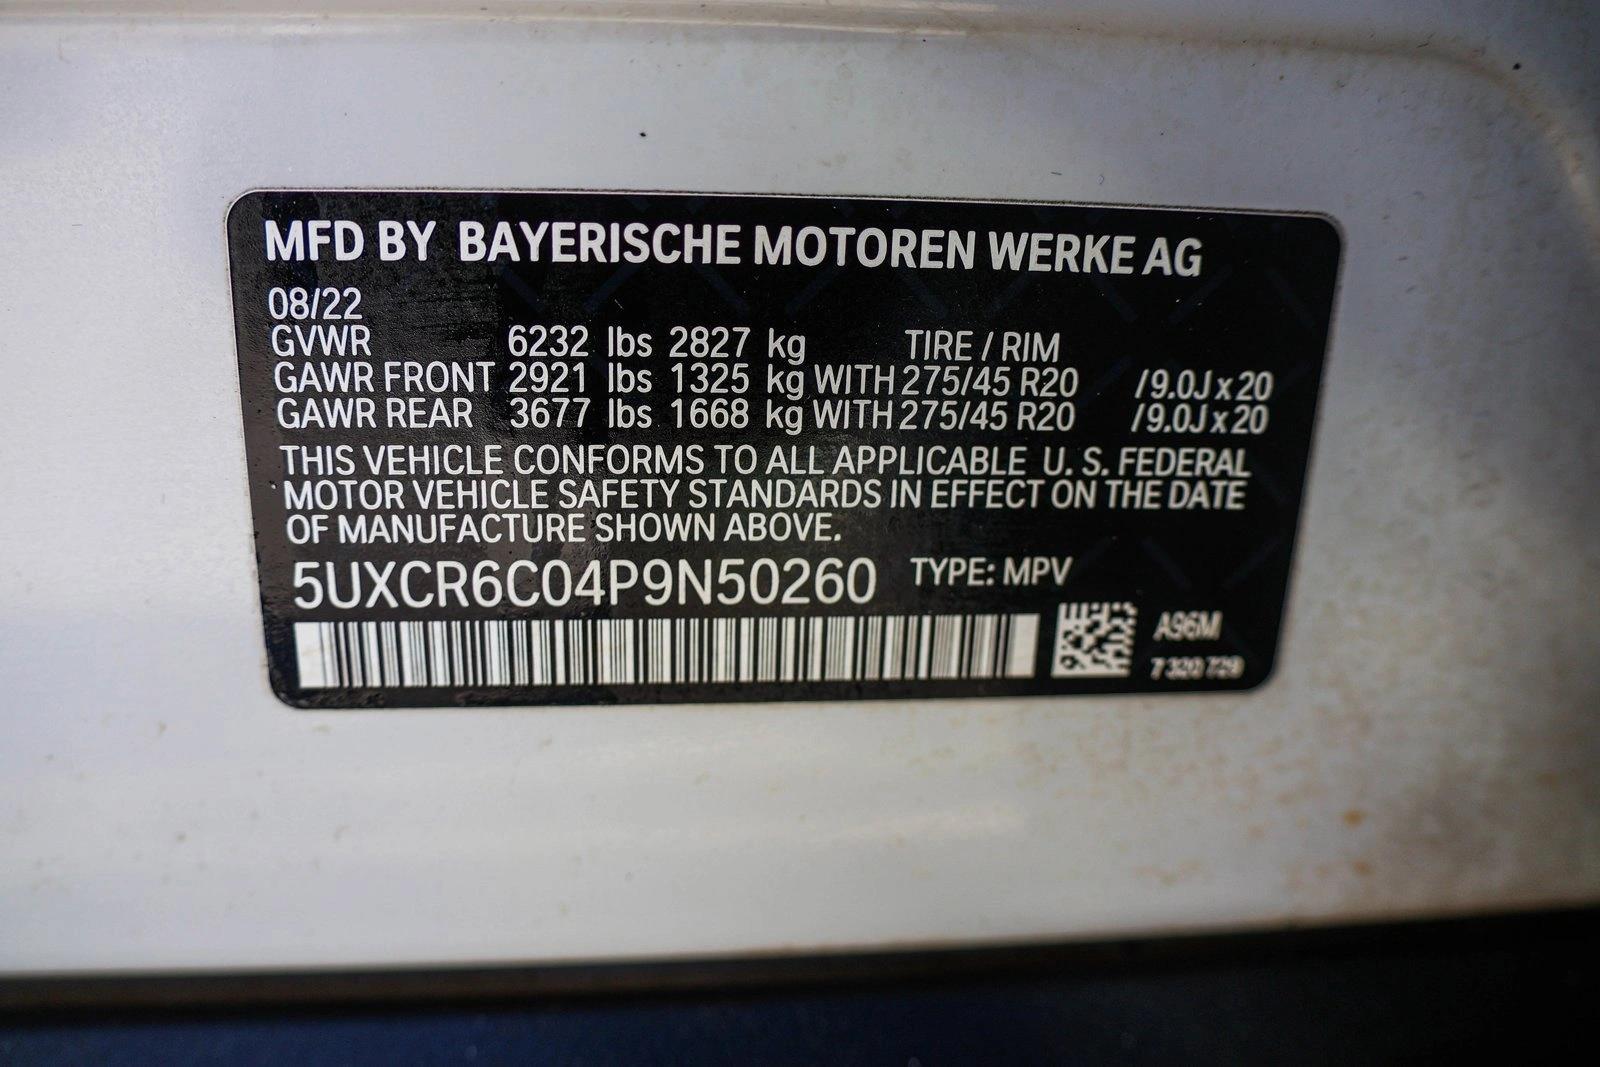 MFD BY BAYERISCHE MOTOREN WERKE AG
08/22
GVWR 6232 lbs 2827 kg TIRE / RIM
GAWR FRONT 2921 lbs 1325 kg WITH 275/45 R20 /9.0J x 20
GAWR REAR 3677 lbs 1668 kg WITH 275/45 R20 /9.0J x 20
THIS VEHICLE CONFORMS TO ALL APPLICABLE U. S. FEDERAL
MOTOR VEHICLE SAFETY STANDARDS IN EFFECT ON THE DATE
OF MANUFACTURE SHOWN ABOVE.
5UXCR6C04P9N50260 TYPE: MPV
A96M
7 320 729